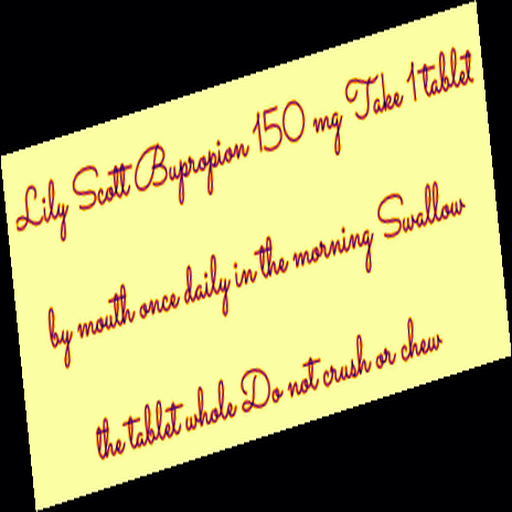 Lily Scott Bupropion 150 mg Take 1 tablet
by mouth once daily in the morning Swallow
the tablet whole Do not crush or chew